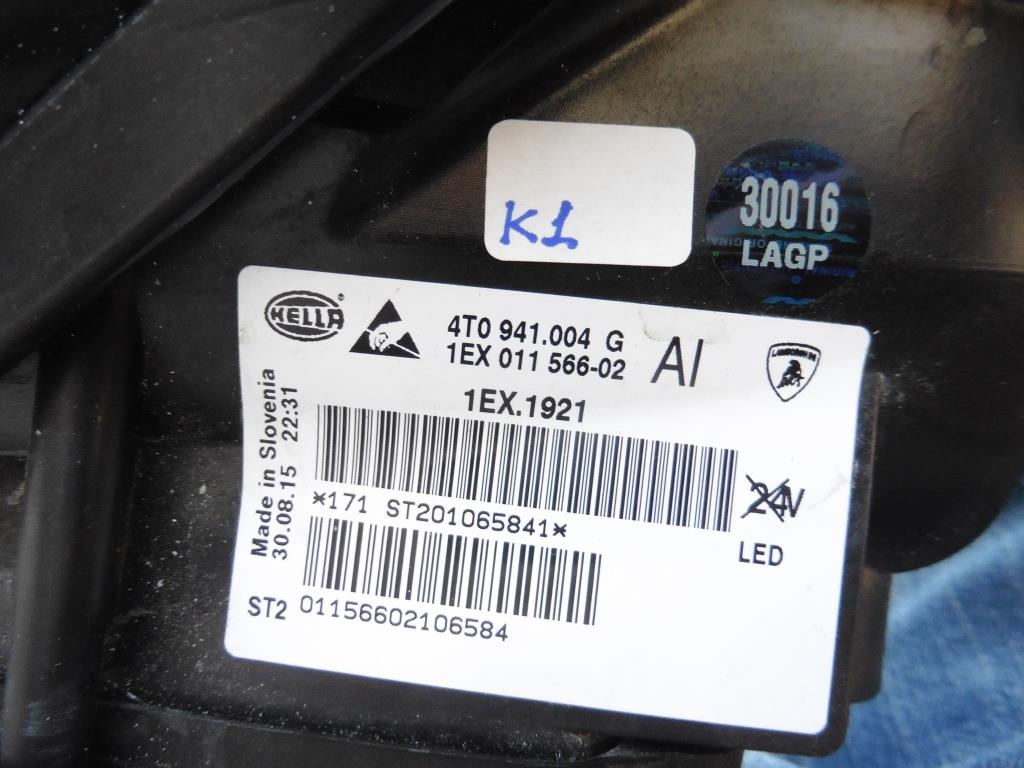 K1
30016
LAGP
HELLA ®
4T0 941.004 G
1EX 011 566-02
AI
LAMBORGHINI
1EX.1921
Made in Slovenia
30.08.15 22:31
*171 ST201065841*
24V
LED
ST2 01156602106584